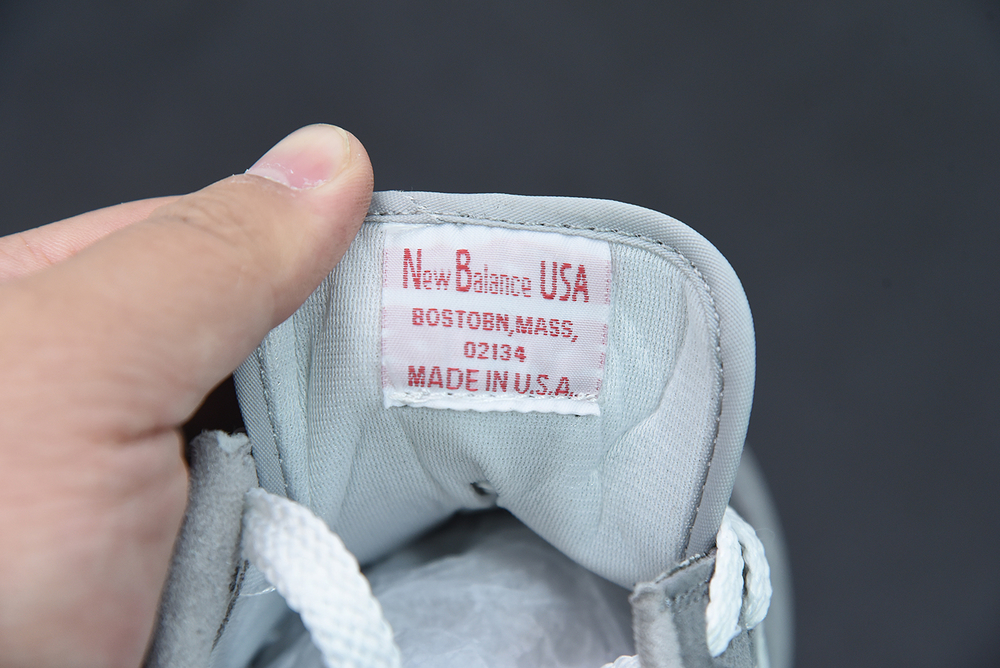 New Balance USA
BOSTOBN,MASS,
02134
MADE IN U.S.A.